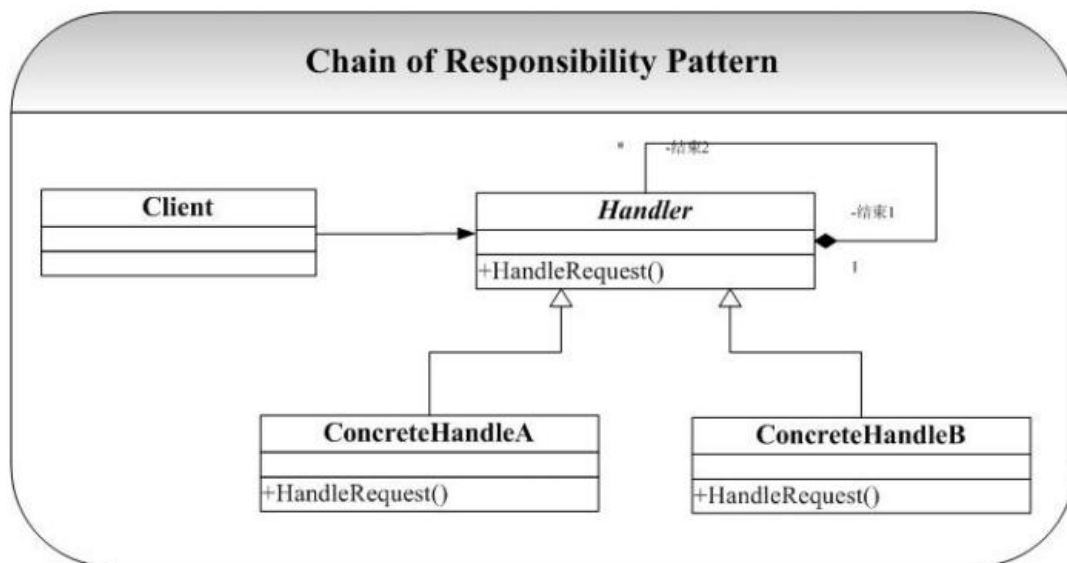 Chain of Responsibility Pattern
*
-结束2
Client
Handler
-结束1
+HandleRequest()
1
ConcreteHandleA
ConcreteHandleB
+HandleRequest()
+HandleRequest()